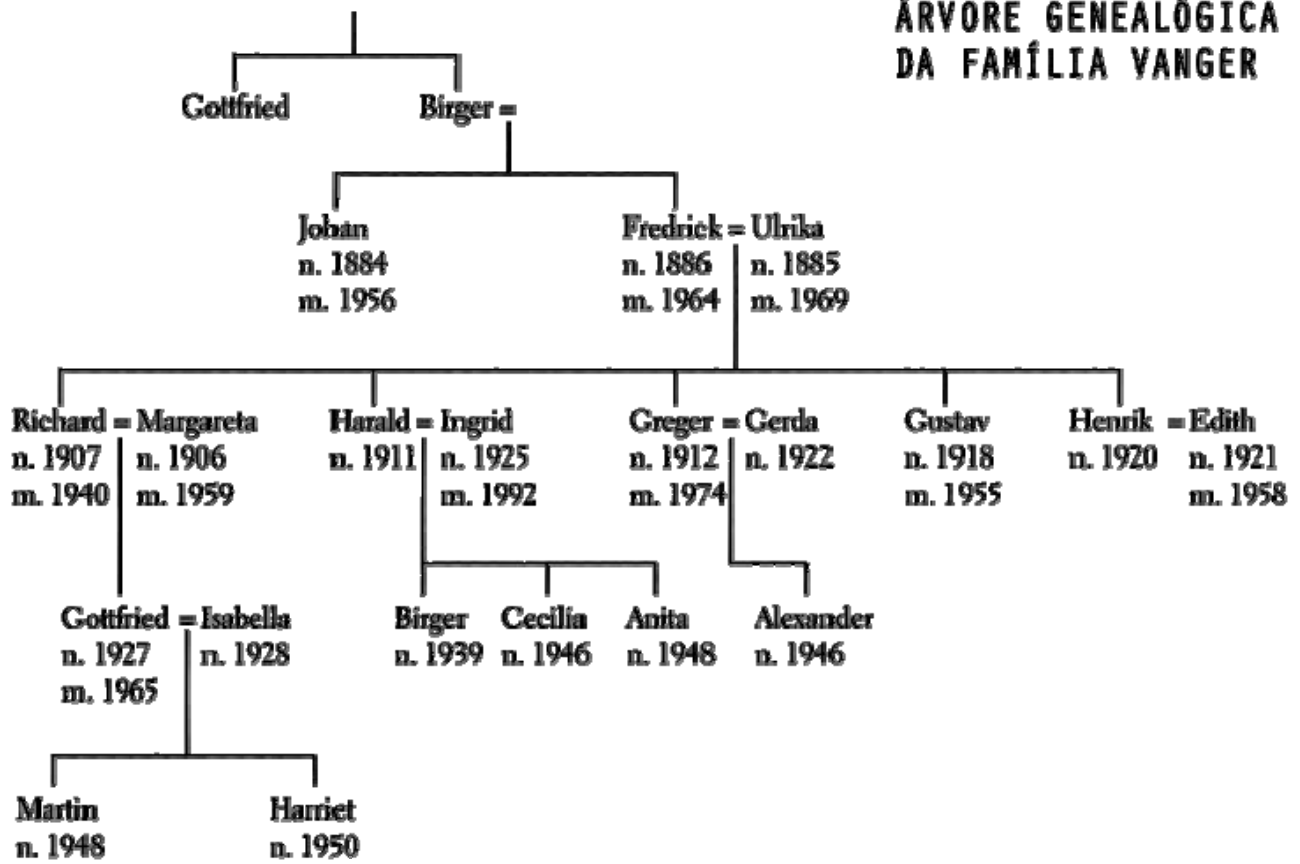 ÁRVORE GENEALÓGICA
DA FAMÍLIA VANGER
Gottfried Birger =
Johan Fredrick = Ulrika
n. 1884 n. 1886 n. 1885
m. 1956 m. 1964 m. 1969
Richard = Margareta Harald = Ingrid Greger = Gerda Gustav Henrik = Edith
n. 1907 n. 1906 n. 1911 n. 1925 n. 1912 n. 1922 n. 1918 n. 1920 n. 1921
m. 1940 m. 1959 m. 1992 m. 1974 m. 1955 m. 1958
Gottfried = Isabella Birger Cecilia Anita Alexander
n. 1927 n. 1928 n. 1939 n. 1946 n. 1948 n. 1946
m. 1965
Martin Harriet
n. 1948 n. 1950